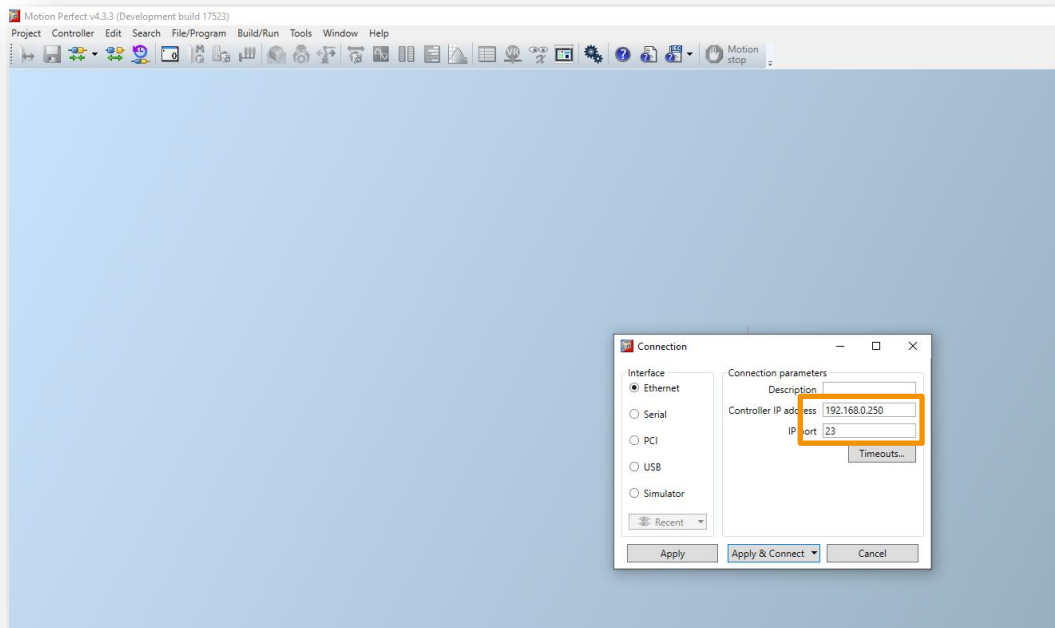 Motion Perfect v4.3.3 (Development build 17523)
Project Controller Edit Search File/Program Build/Run Tools Window Help
Motion
stop
Connection
Interface
Ethernet
Serial
PCI
USB
Simulator
Recent
Connection parameters
Description
Controller IP address 192.168.0.250
IP port 23
Timeouts...
Apply
Apply & Connect
Cancel